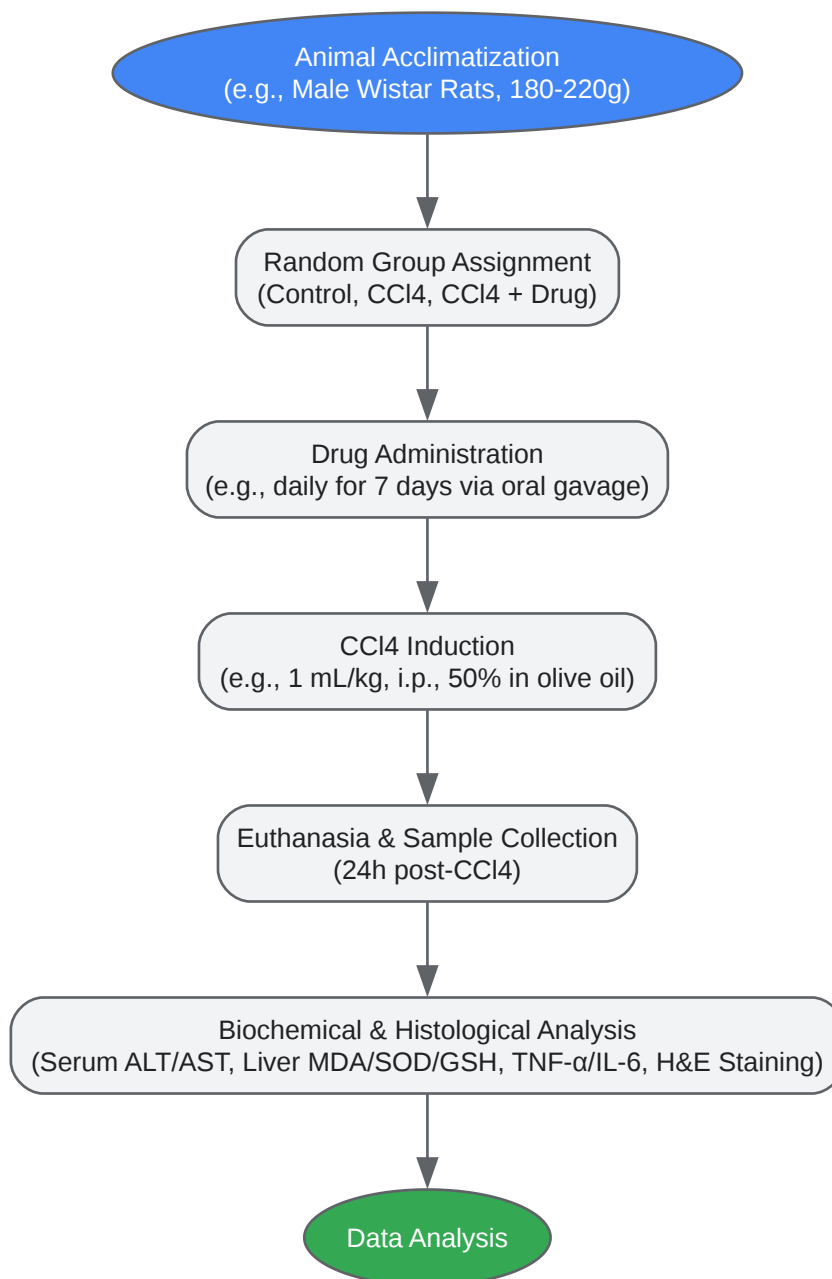 Animal Acclimatization
(e.g., Male Wistar Rats, 180-220g)
Random Group Assignment
(Control, CCl4, CCl4 + Drug)
Drug Administration
(e.g., daily for 7 days via oral gavage)
CCl4 Induction
(e.g., 1 mL/kg, i.p., 50% in olive oil)
Euthanasia & Sample Collection
(24h post-CCl4)
Biochemical & Histological Analysis
(Serum ALT/AST, Liver MDA/SOD/GSH, TNF-α/IL-6, H&E Staining)
Data Analysis